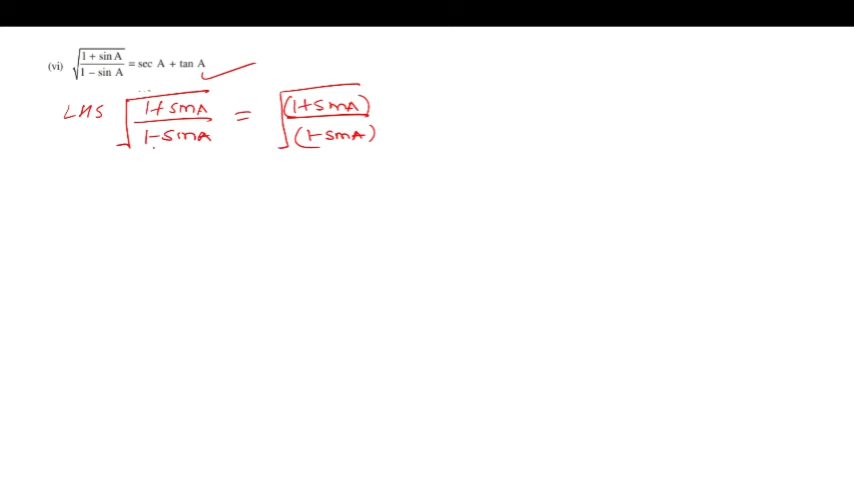 (vi) √((1 + sin A)/(1 − sin A)) = sec A + tan A
LHS √((1+sinA)/(1-sinA)) = √((1+sinA)/(1-sinA))